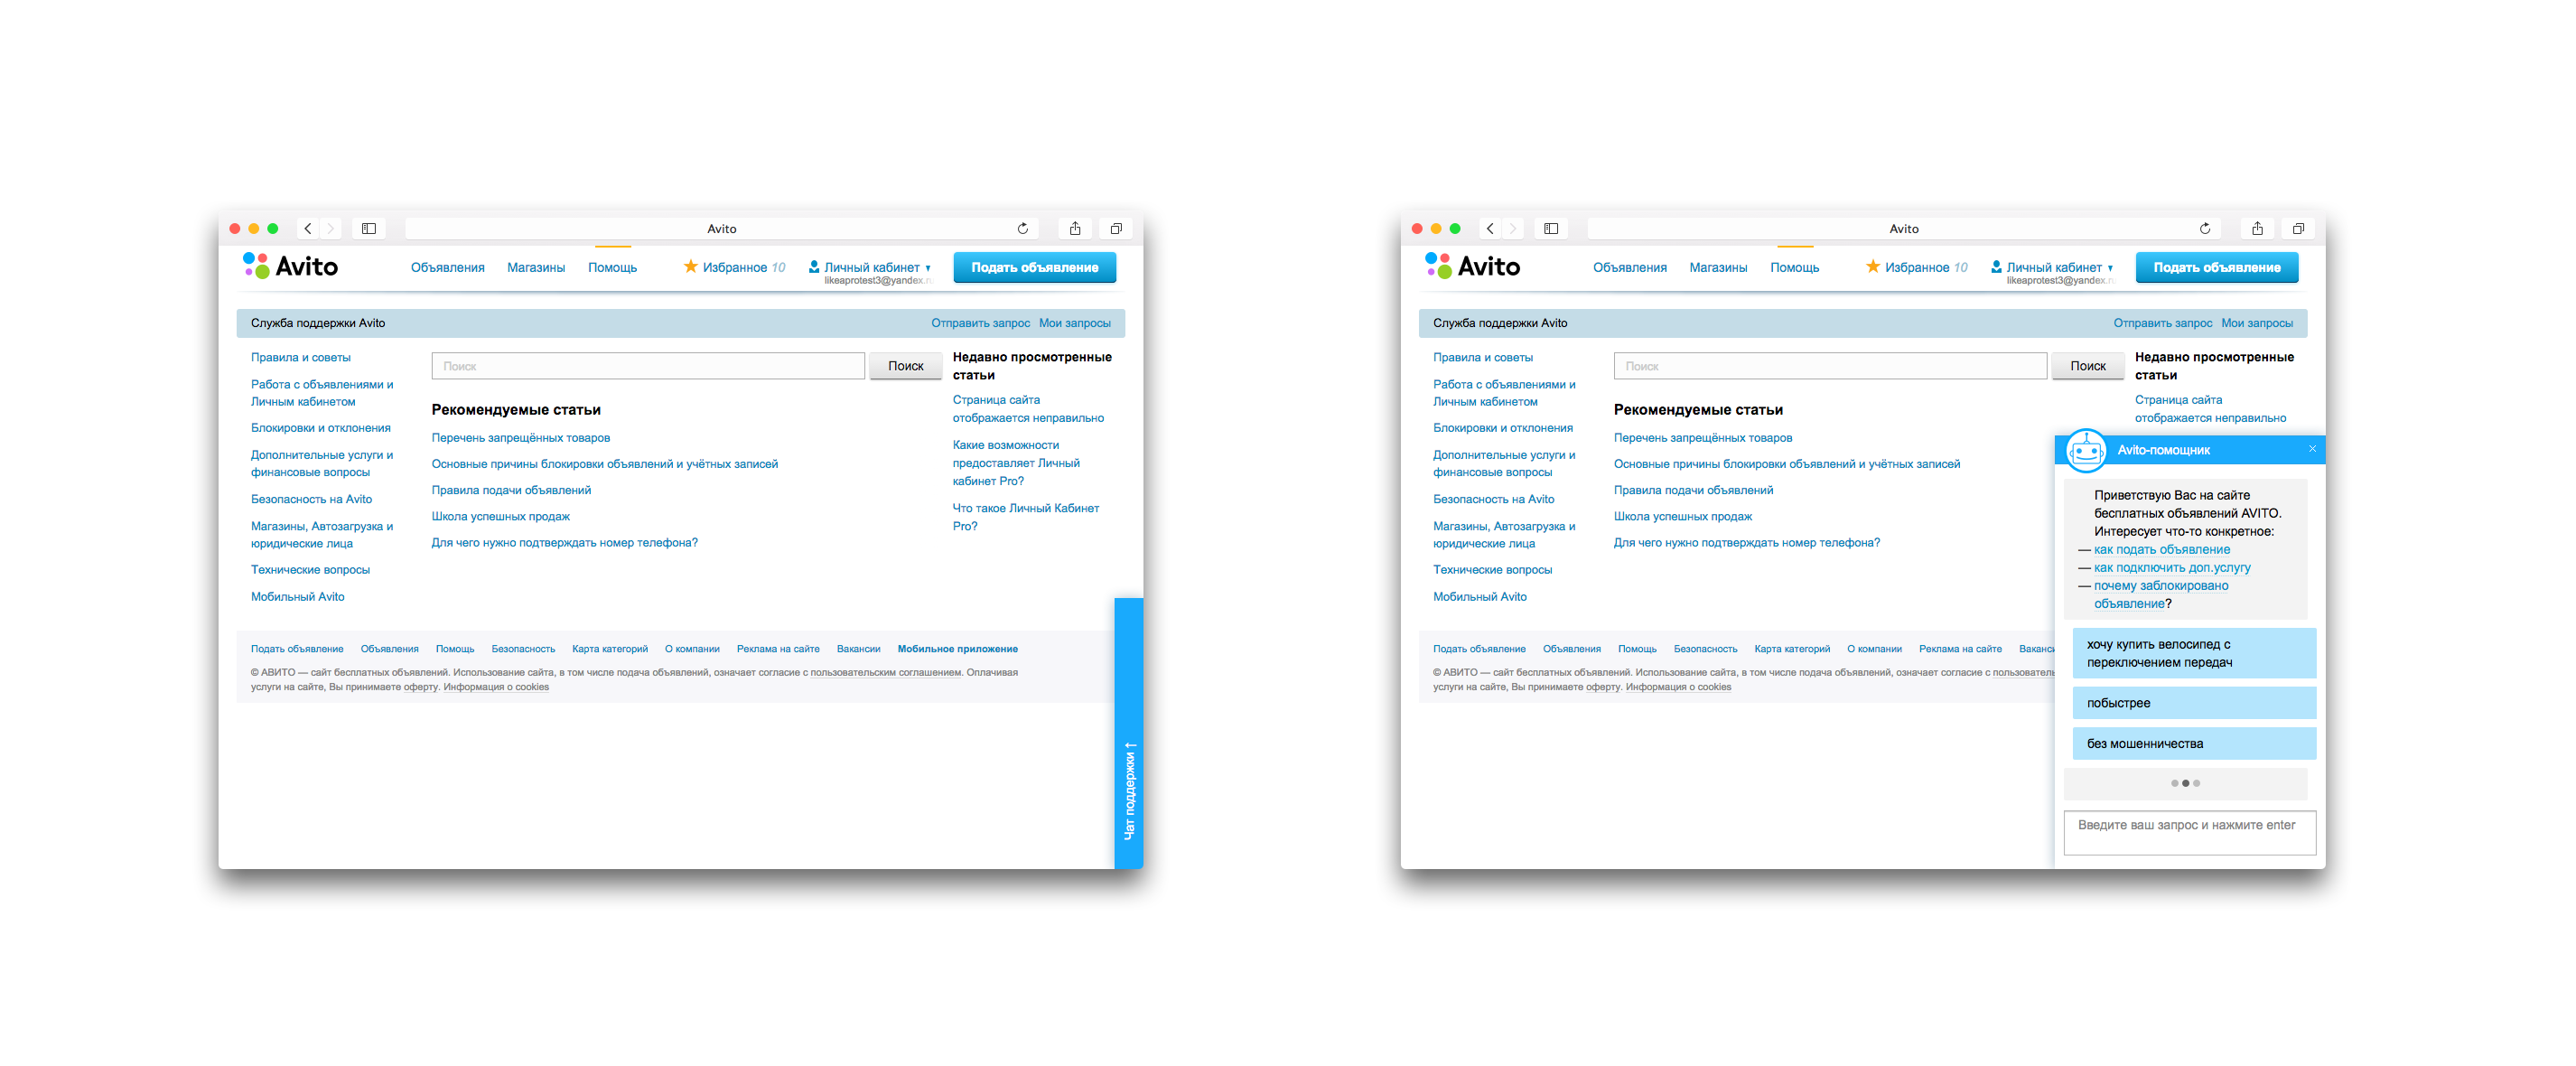 Avito
Avito
Объявления
Магазины
Помощь
Избранное 10
Личный кабинет
likeaprotest3@yandex.r
Подать объявление
Служба поддержки Avito
Отправить запрос
Мои запросы
Правила и советы
Работа с объявлениями и
Личным кабинетом
Блокировки и отклонения
Дополнительные услуги и
финансовые вопросы
Безопасность на Avito
Магазины, Автозагрузка и
юридические лица
Технические вопросы
Мобильный Avito
Поиск
Поиск
Рекомендуемые статьи
Перечень запрещённых товаров
Основные причины блокировки объявлений и учётных записей
Правила подачи объявлений
Школа успешных продаж
Для чего нужно подтверждать номер телефона?
Недавно просмотренные
статьи
Страница сайта
отображается неправильно
Какие возможности
предоставляет Личный
кабинет Pro?
Что такое Личный Кабинет
Pro?
Подать объявление
Объявления
Помощь
Безопасность
Карта категорий
О компании
Реклама на сайте
Вакансии
Мобильное приложение
© АВИТО — сайт бесплатных объявлений. Использование сайта, в том числе подача объявлений, означает согласие с пользовательским соглашением. Оплачивая
услуги на сайте, Вы принимаете оферту. Информация о cookies
Чат поддержки ↑
Avito
Avito
Объявления
Магазины
Помощь
Избранное 10
Личный кабинет
likeaprotest3@yandex.r
Подать объявление
Служба поддержки Avito
Отправить запрос
Мои запросы
Правила и советы
Работа с объявлениями и
Личным кабинетом
Блокировки и отклонения
Дополнительные услуги и
финансовые вопросы
Безопасность на Avito
Магазины, Автозагрузка и
юридические лица
Технические вопросы
Мобильный Avito
Поиск
Поиск
Рекомендуемые статьи
Перечень запрещённых товаров
Основные причины блокировки объявлений и учётных записей
Правила подачи объявлений
Школа успешных продаж
Для чего нужно подтверждать номер телефона?
Недавно просмотренные
статьи
Страница сайта
отображается неправильно
Подать объявление
Объявления
Помощь
Безопасность
Карта категорий
О компании
Реклама на сайте
Ваканс
© АВИТО — сайт бесплатных объявлений. Использование сайта, в том числе подача объявлений, означает согласие с пользователь
услуги на сайте, Вы принимаете оферту. Информация о cookies
Avito-помощник
×
Приветствую Вас на сайте
бесплатных объявлений AVITO.
Интересует что-то конкретное:
— как подать объявление
— как подключить доп.услугу
— почему заблокировано
объявление?
хочу купить велосипед с
переключением передач
побыстрее
без мошенничества
Введите ваш запрос и нажмите enter